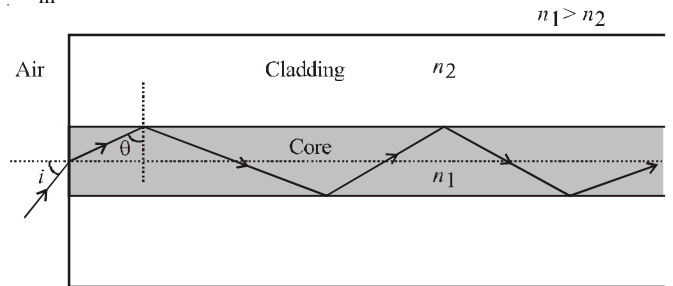 n1 > n2
Air
Cladding
n2
θ
Core
i
n1